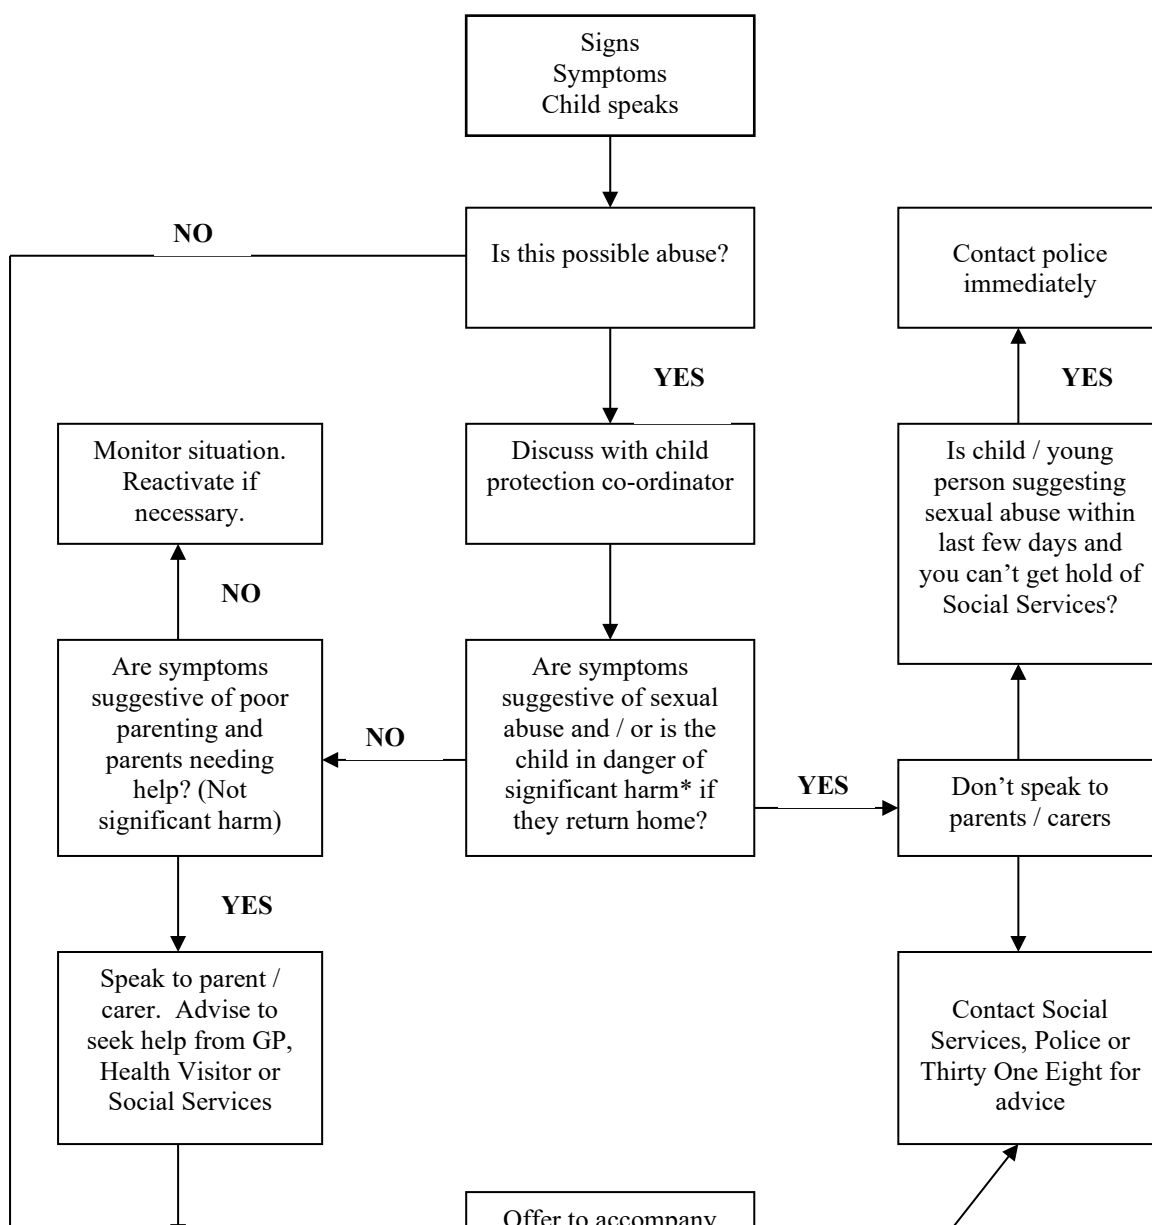 Signs
Symptoms
Child speaks
NO
Is this possible abuse?
Contact police
immediately
YES
YES
Monitor situation.
Reactivate if
necessary.
Discuss with child
protection co-ordinator
Is child / young
person suggesting
sexual abuse within
last few days and
you can’t get hold of
Social Services?
NO
Are symptoms
suggestive of poor
parenting and
parents needing
help? (Not
significant harm)
NO
Are symptoms
suggestive of sexual
abuse and / or is the
child in danger of
significant harm* if
they return home?
YES
Don’t speak to
parents / carers
YES
Speak to parent /
carer.  Advise to
seek help from GP,
Health Visitor or
Social Services
Contact Social
Services, Police or
Thirty One Eight for
advice
Offer to accompany